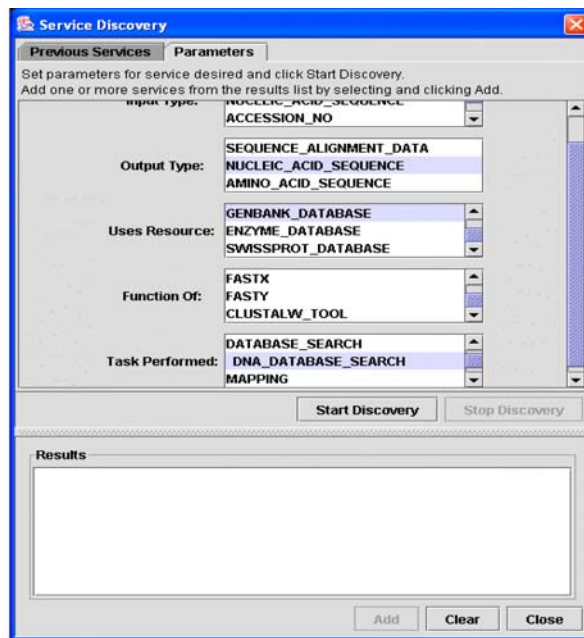 Service Discovery
Previous Services Parameters
Set parameters for service desired and click Start Discovery.
Add one or more services from the results list by selecting and clicking Add.
Input Type:
NUCLEIC_ACID_SEQUENCE
ACCESSION_NO
Output Type:
SEQUENCE_ALIGNMENT_DATA
NUCLEIC_ACID_SEQUENCE
AMINO_ACID_SEQUENCE
Uses Resource:
GENBANK_DATABASE
ENZYME_DATABASE
SWISSPROT_DATABASE
Function Of:
FASTX
FASTY
CLUSTALW_TOOL
Task Performed:
DATABASE_SEARCH
DNA_DATABASE_SEARCH
MAPPING
Start Discovery Stop Discovery
Results
Add Clear Close